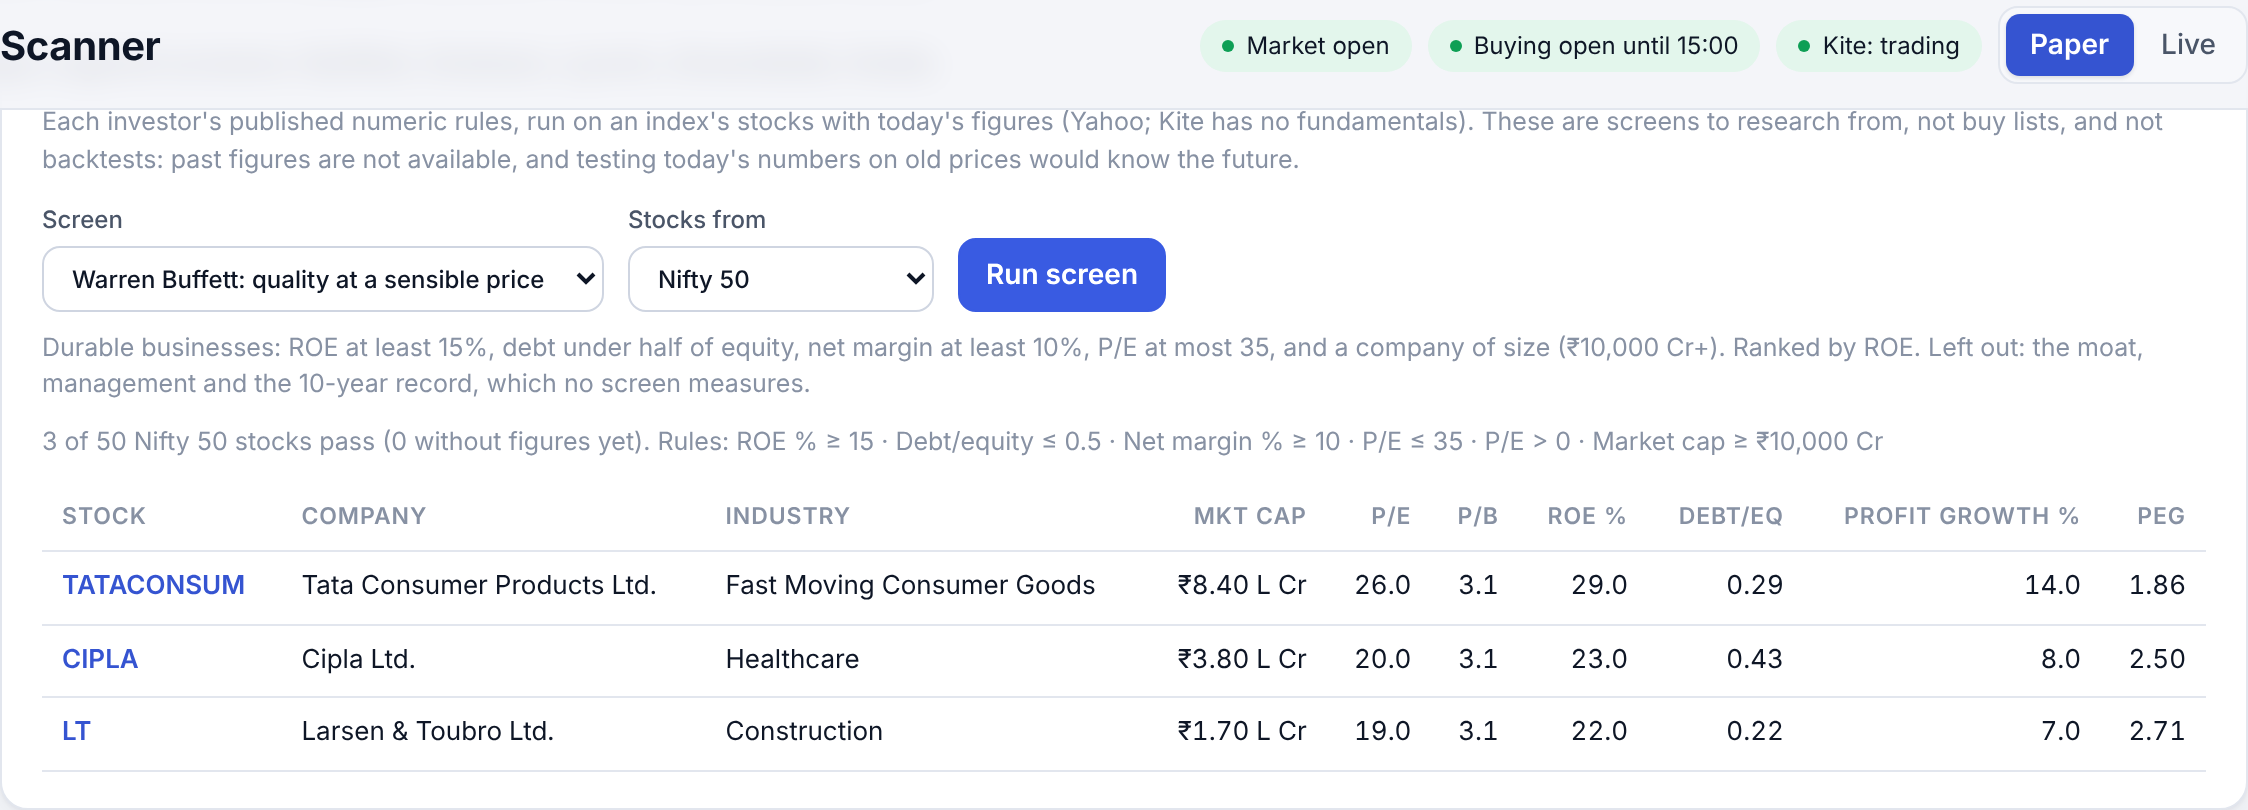 Scanner
Market open
Buying open until 15:00
Kite: trading
Paper
Live
Each investor's published numeric rules, run on an index's stocks with today's figures (Yahoo; Kite has no fundamentals). These are screens to research from, not buy lists, and not
backtests: past figures are not available, and testing today's numbers on old prices would know the future.
Screen
Stocks from
Warren Buffett: quality at a sensible price
Nifty 50
Run screen
Durable businesses: ROE at least 15%, debt under half of equity, net margin at least 10%, P/E at most 35, and a company of size (₹10,000 Cr+). Ranked by ROE. Left out: the moat,
management and the 10-year record, which no screen measures.
3 of 50 Nifty 50 stocks pass (0 without figures yet). Rules: ROE % ≥ 15 · Debt/equity ≤ 0.5 · Net margin % ≥ 10 · P/E ≤ 35 · P/E > 0 · Market cap ≥ ₹10,000 Cr
STOCK COMPANY INDUSTRY MKT CAP P/E P/B ROE % DEBT/EQ PROFIT GROWTH % PEG
TATACONSUM Tata Consumer Products Ltd. Fast Moving Consumer Goods ₹8.40 L Cr 26.0 3.1 29.0 0.29 14.0 1.86
CIPLA Cipla Ltd. Healthcare ₹3.80 L Cr 20.0 3.1 23.0 0.43 8.0 2.50
LT Larsen & Toubro Ltd. Construction ₹1.70 L Cr 19.0 3.1 22.0 0.22 7.0 2.71